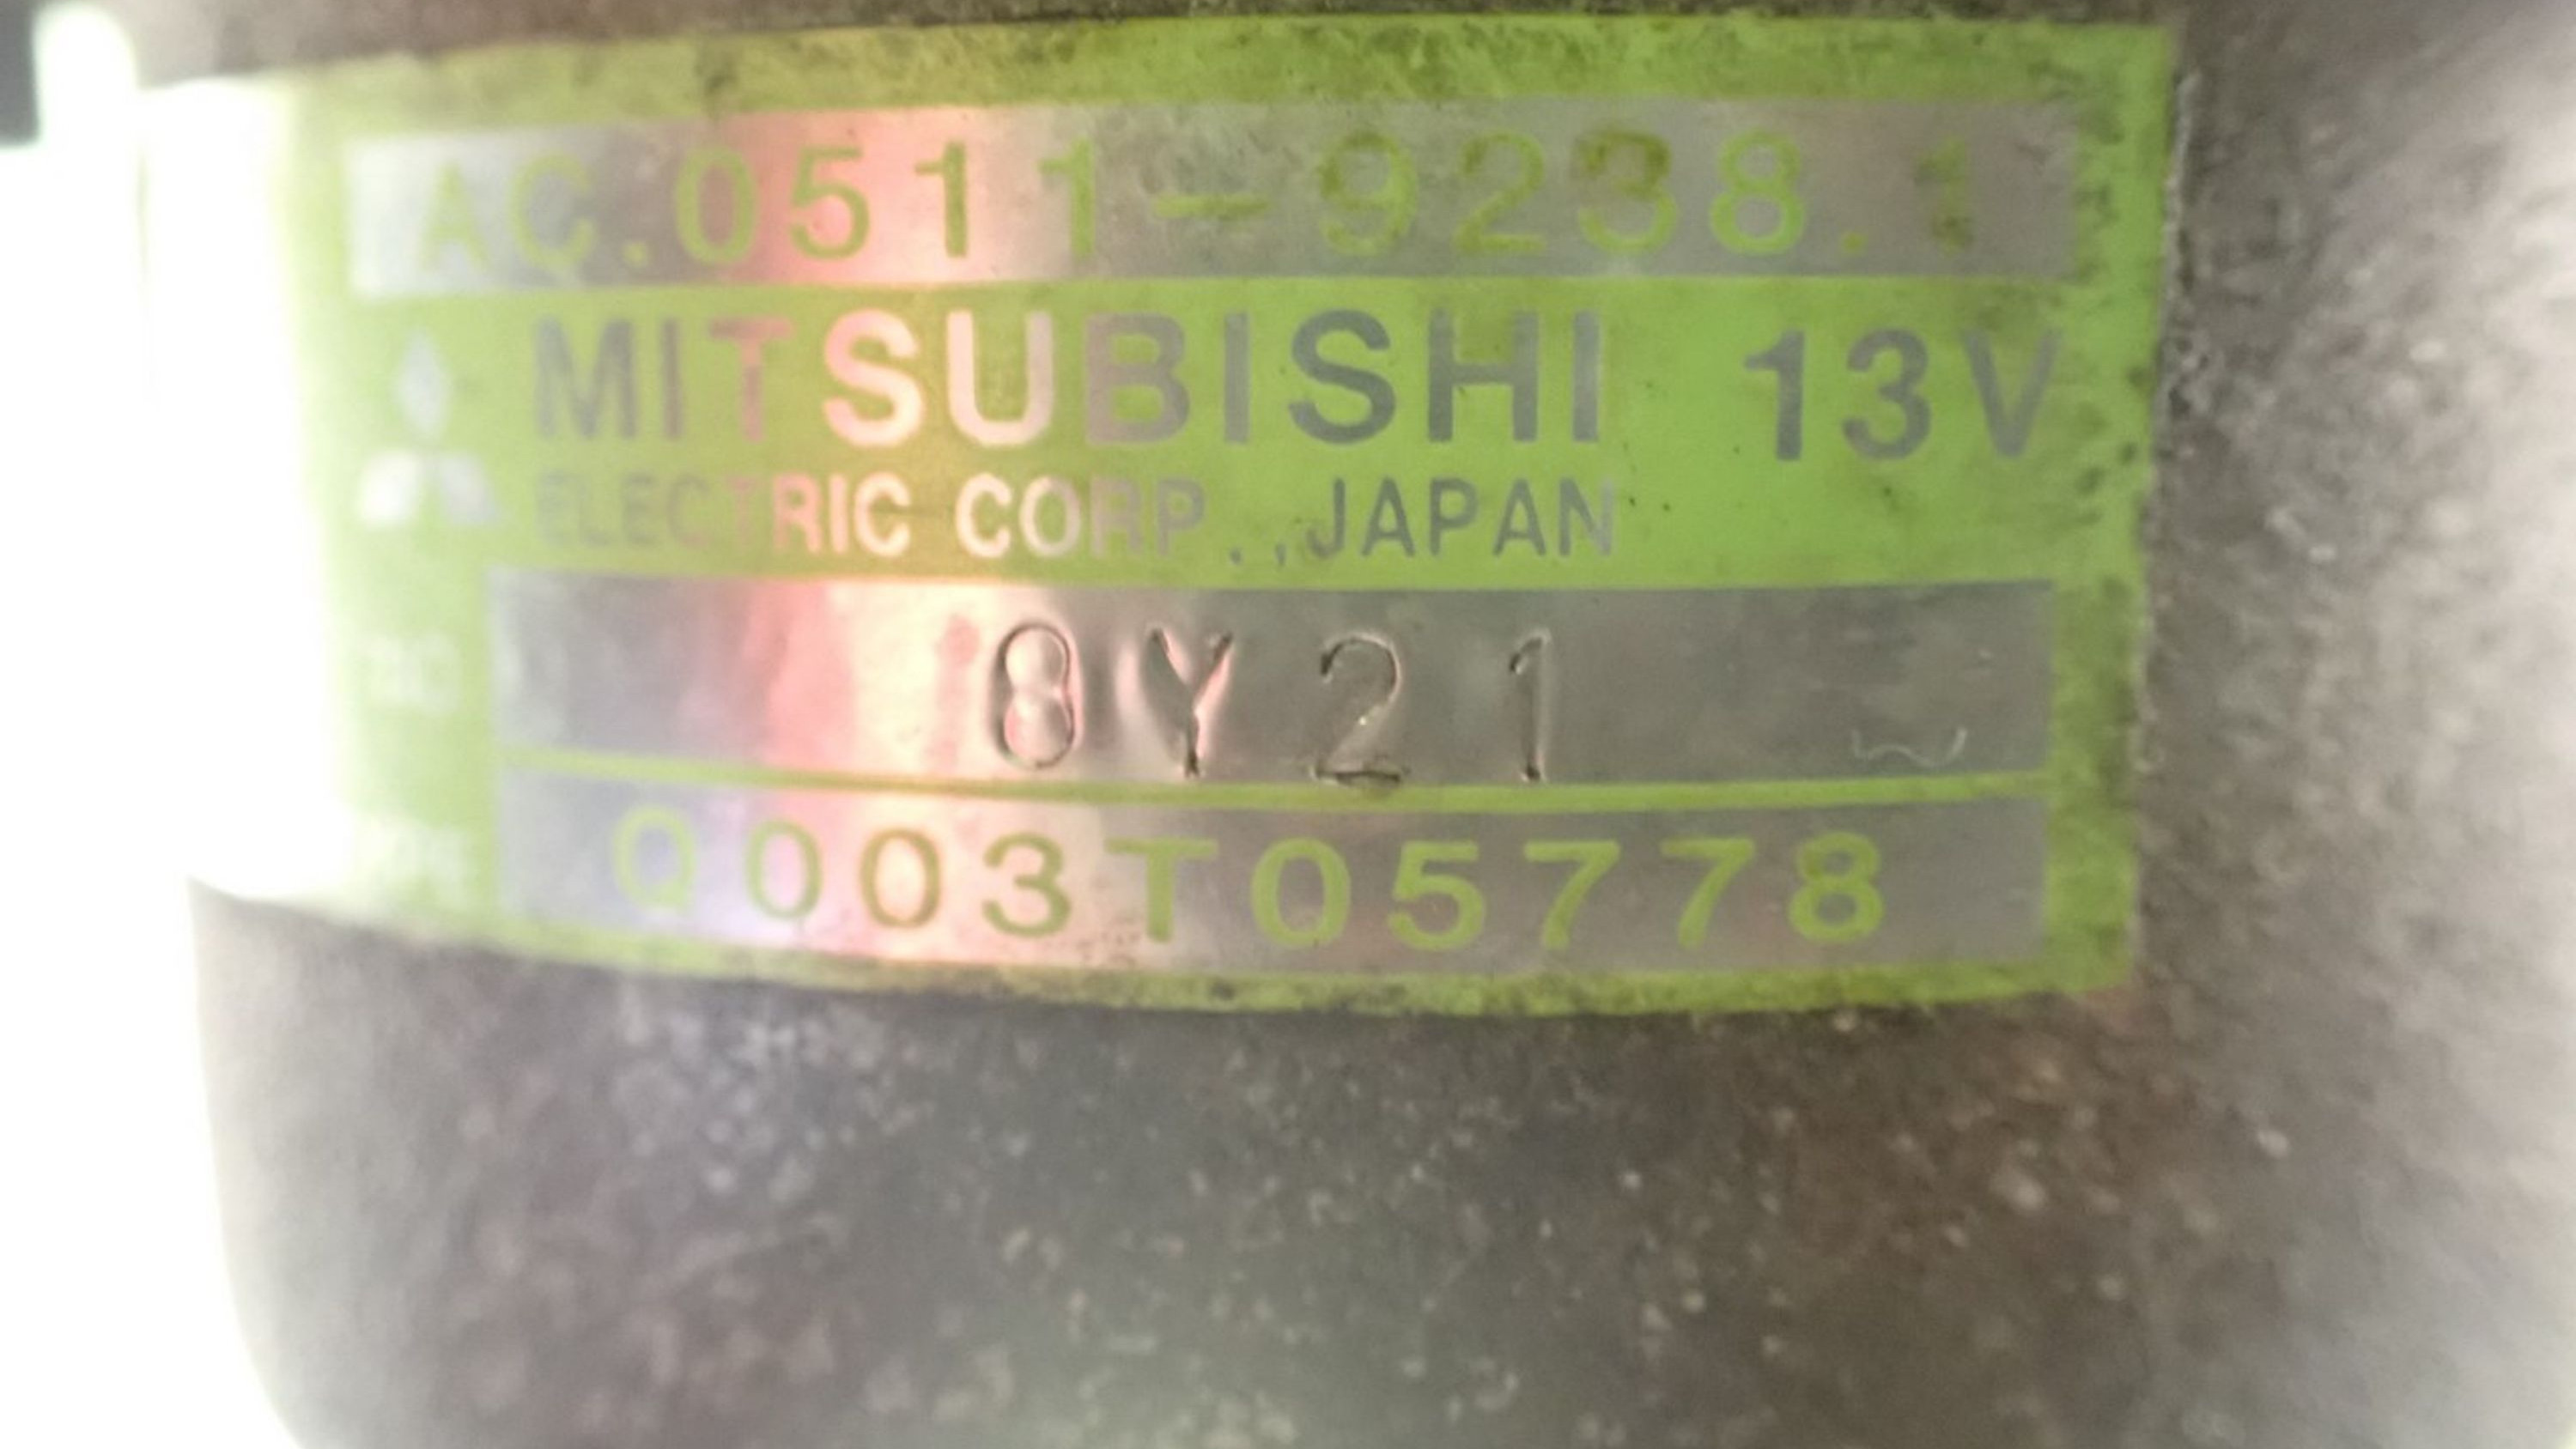 AC.0511-9238.1
MITSUBISHI 13V
ELECTRIC CORP.,JAPAN
8Y21
Q003T05778